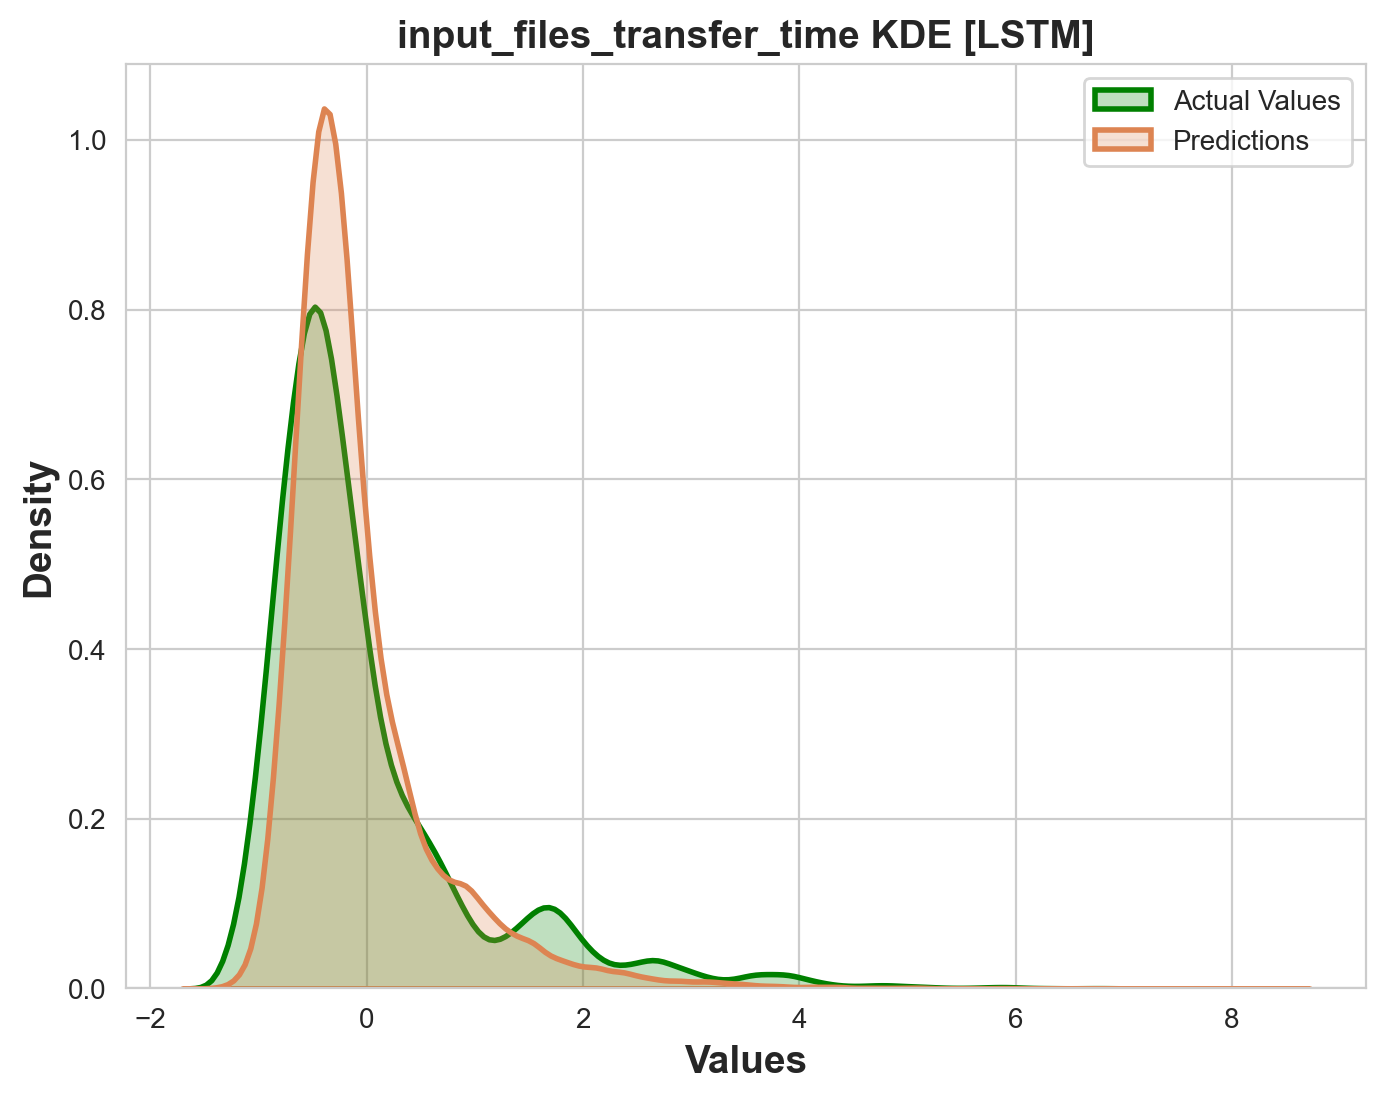 input_files_transfer_time KDE [LSTM]
Actual Values
Predictions
Density
1.0
0.8
0.6
0.4
0.2
0.0
−2
0
2
4
6
8
Values